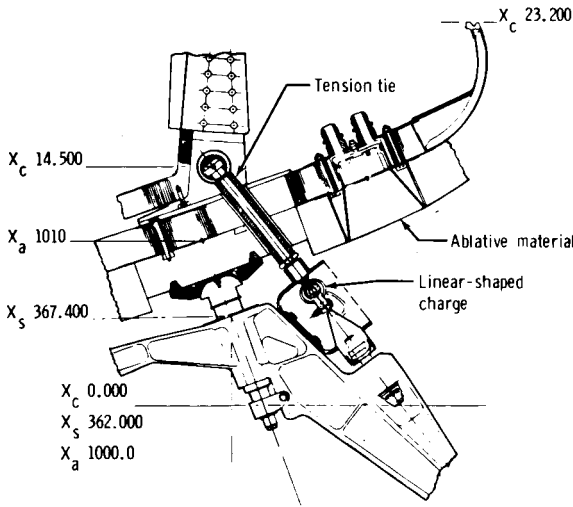 X_c 23.200
Tension tie
X_c 14.500
X_a 1010
Ablative material
Linear-shaped
charge
X_s 367.400
X_c 0.000
X_s 362.000
X_a 1000.0